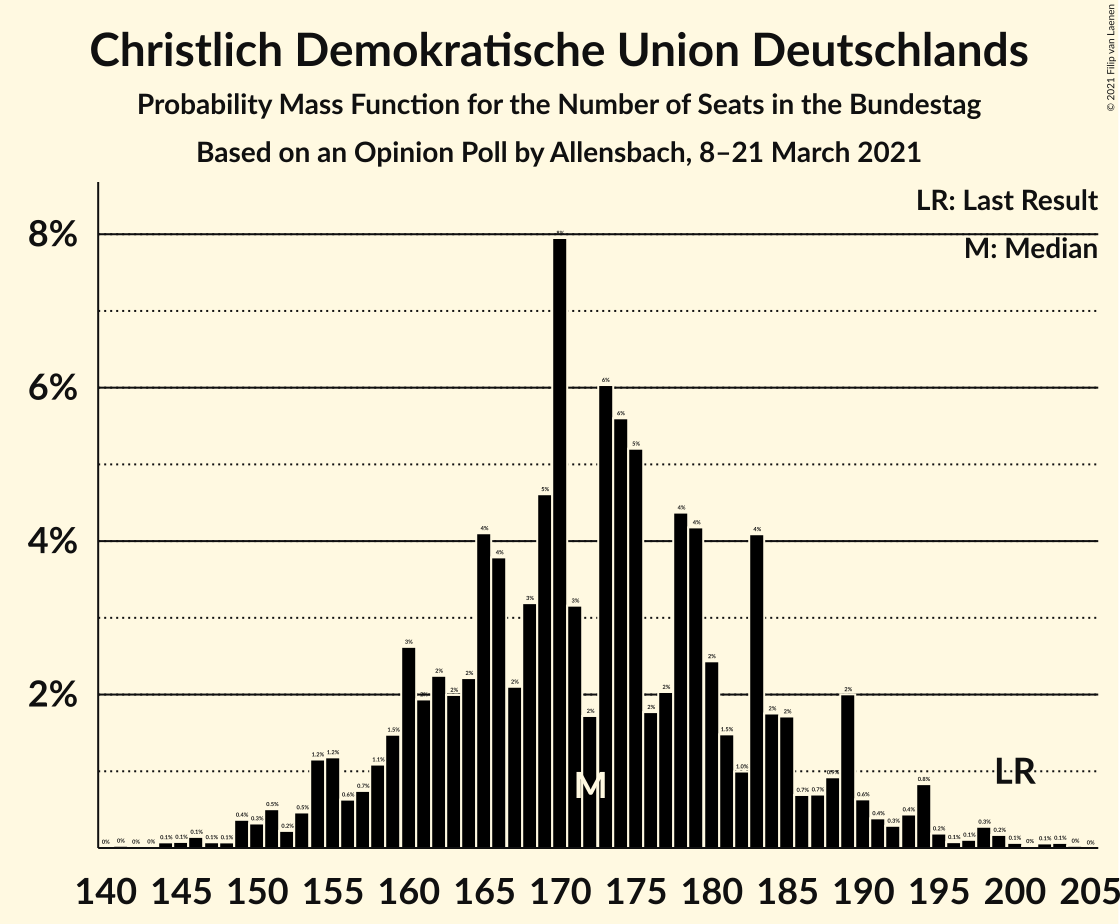 Christlich Demokratische Union Deutschlands
Probability Mass Function for the Number of Seats in the Bundestag
Based on an Opinion Poll by Allensbach, 8–21 March 2021
© 2021 Filip van Laenen
LR: Last Result
M: Median
8%
6%
4%
2%
0% 0% 0% 0% 0.1% 0.1% 0.1% 0.1% 0.1% 0.4% 0.3% 0.5% 0.2% 0.5% 1.2% 1.2% 0.6% 0.7% 1.1% 1.5% 3% 2% 2% 2% 2% 4% 4% 2% 3% 5% 8% 3% 2% 6% 6% 5% 2% 2% 4% 4% 2% 1.5% 1.0% 4% 2% 2% 0.7% 0.7% 0.9% 2% 0.6% 0.4% 0.3% 0.4% 0.8% 0.2% 0.1% 0.1% 0.3% 0.2% 0.1% 0% 0.1% 0.1% 0% 0%
M
LR
140 145 150 155 160 165 170 175 180 185 190 195 200 205